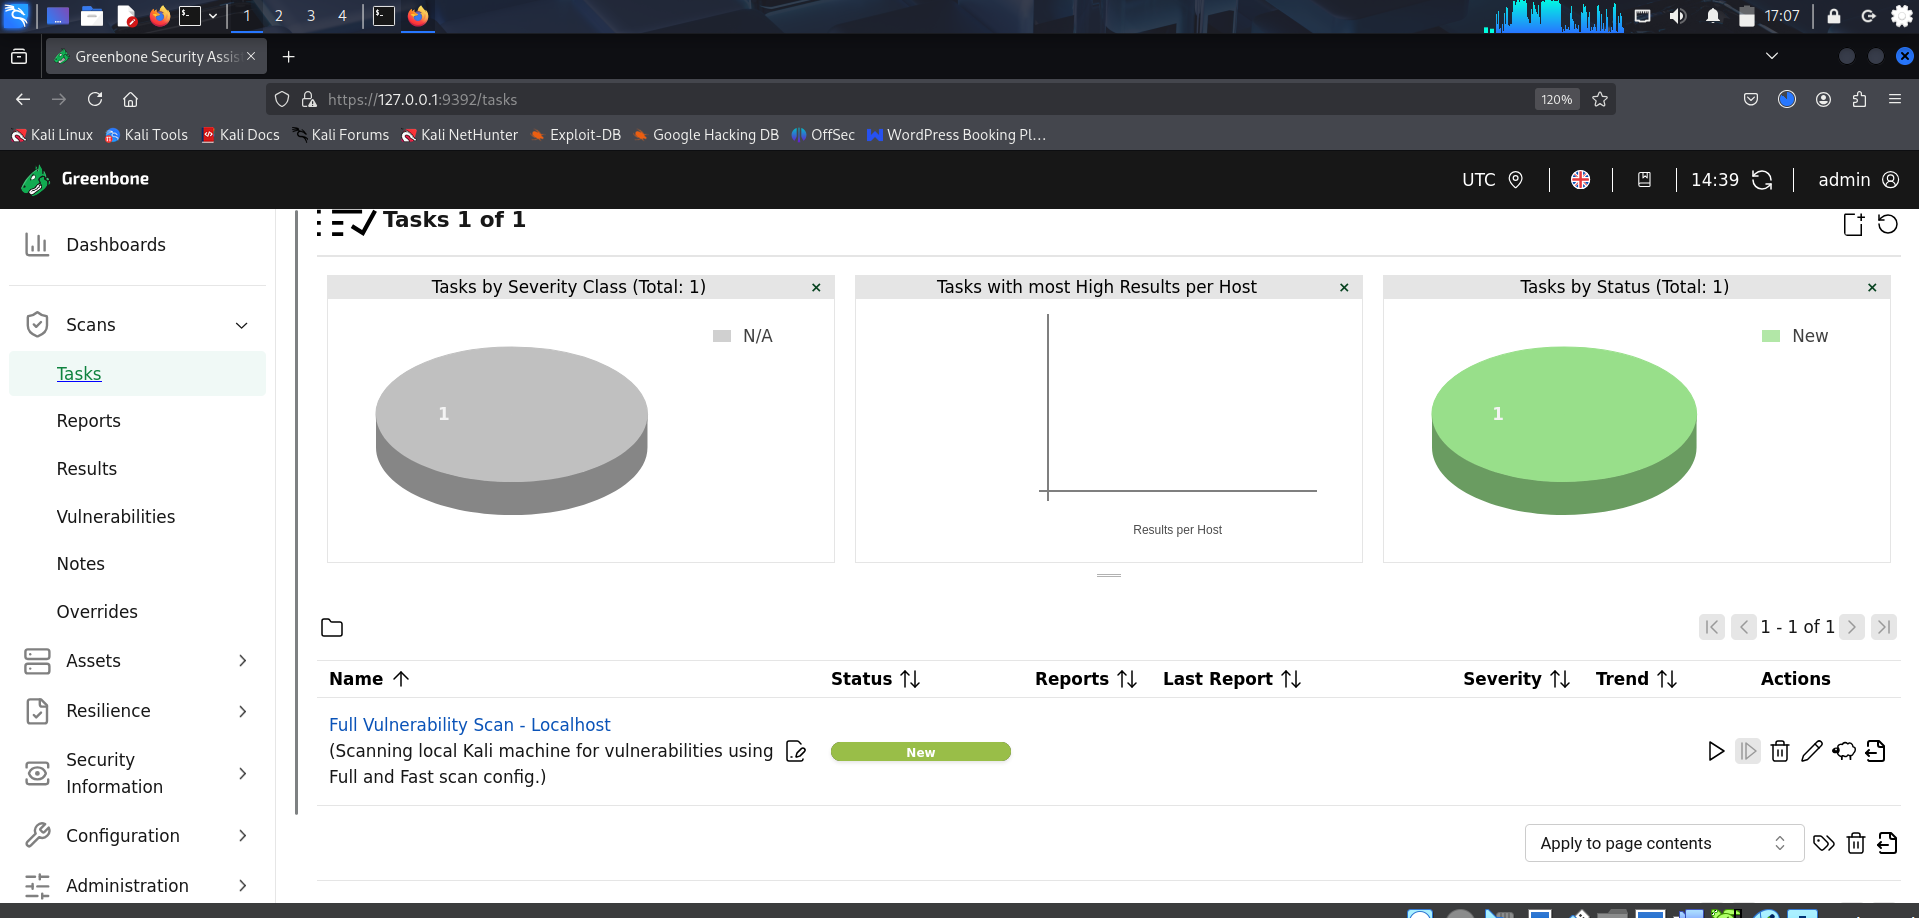 1 2 3 4 17:07
Greenbone Security Assis
https://127.0.0.1:9392/tasks 120%
Kali Linux Kali Tools Kali Docs Kali Forums Kali NetHunter Exploit-DB Google Hacking DB OffSec WordPress Booking Pl...
Greenbone UTC 14:39 admin
Tasks 1 of 1
Dashboards
Scans
Tasks
Reports
Results
Vulnerabilities
Notes
Overrides
Assets
Resilience
Security
Information
Configuration
Administration
Tasks by Severity Class (Total: 1)
N/A
1
Tasks with most High Results per Host
Results per Host
Tasks by Status (Total: 1)
New
1
1 - 1 of 1
Name Status Reports Last Report Severity Trend Actions
Full Vulnerability Scan - Localhost
(Scanning local Kali machine for vulnerabilities using
Full and Fast scan config.)
New
Apply to page contents